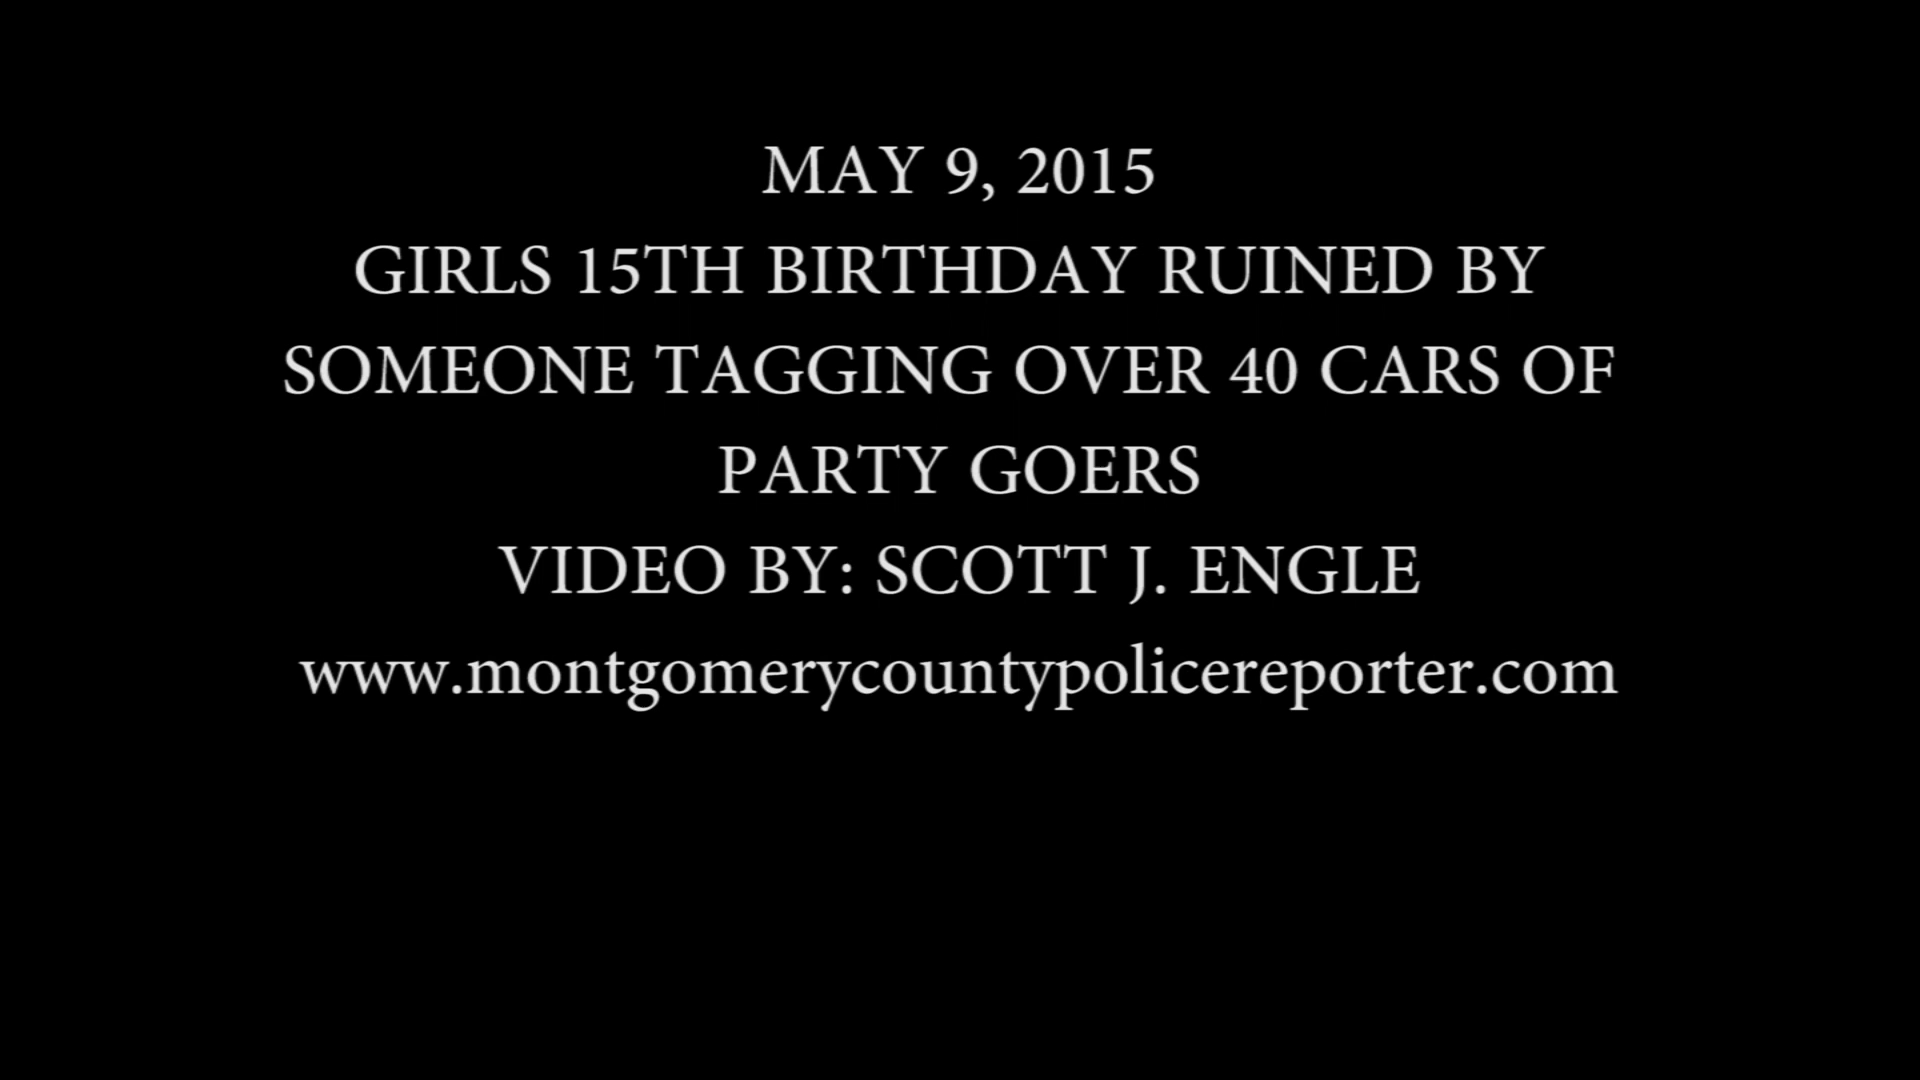 MAY 9, 2015
GIRLS 15TH BIRTHDAY RUINED BY
SOMEONE TAGGING OVER 40 CARS OF
PARTY GOERS
VIDEO BY: SCOTT J. ENGLE
www.montgomerycountypolicereporter.com